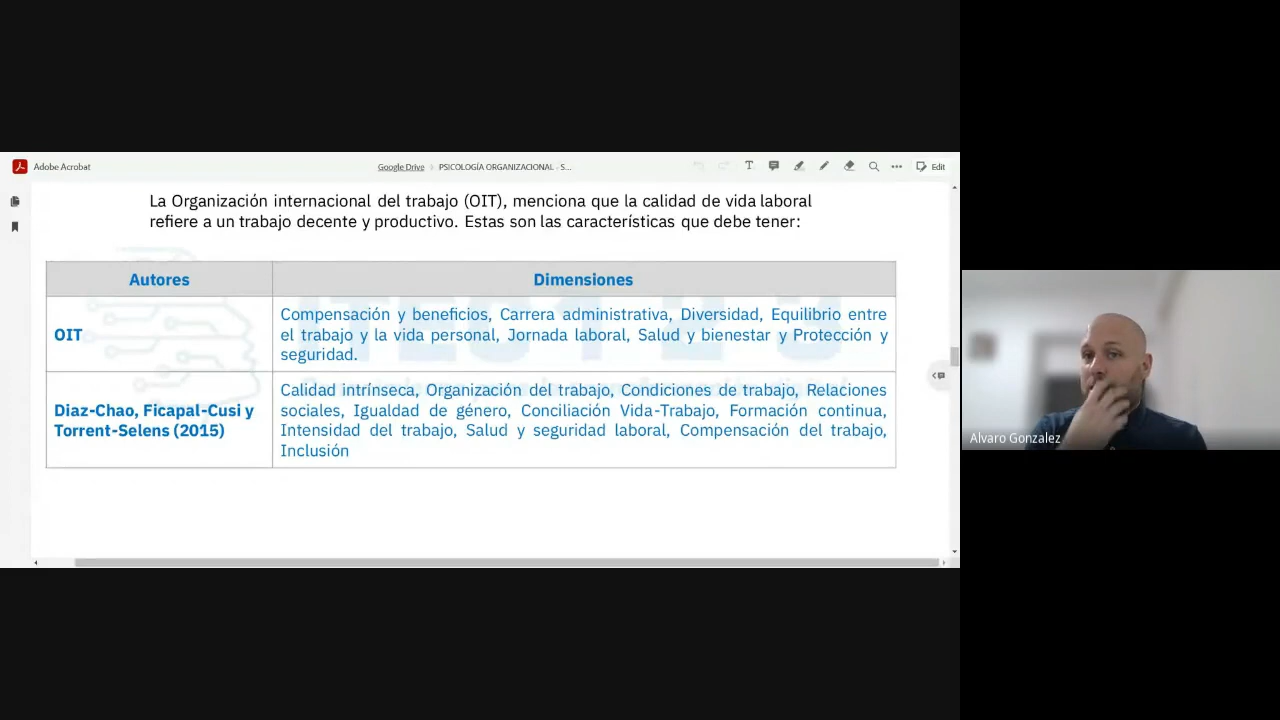 Adobe Acrobat
Google Drive
PSICOLOGÍA ORGANIZACIONAL - S...
Edit
La Organización internacional del trabajo (OIT), menciona que la calidad de vida laboral
refiere a un trabajo decente y productivo. Estas son las características que debe tener:
Autores
Dimensiones
OIT
Compensación y beneficios, Carrera administrativa, Diversidad, Equilibrio entre
el trabajo y la vida personal, Jornada laboral, Salud y bienestar y Protección y
seguridad.
Diaz-Chao, Ficapal-Cusi y
Torrent-Selens (2015)
Calidad intrínseca, Organización del trabajo, Condiciones de trabajo, Relaciones
sociales, Igualdad de género, Conciliación Vida-Trabajo, Formación continua,
Intensidad del trabajo, Salud y seguridad laboral, Compensación del trabajo,
Inclusión
Alvaro Gonzalez